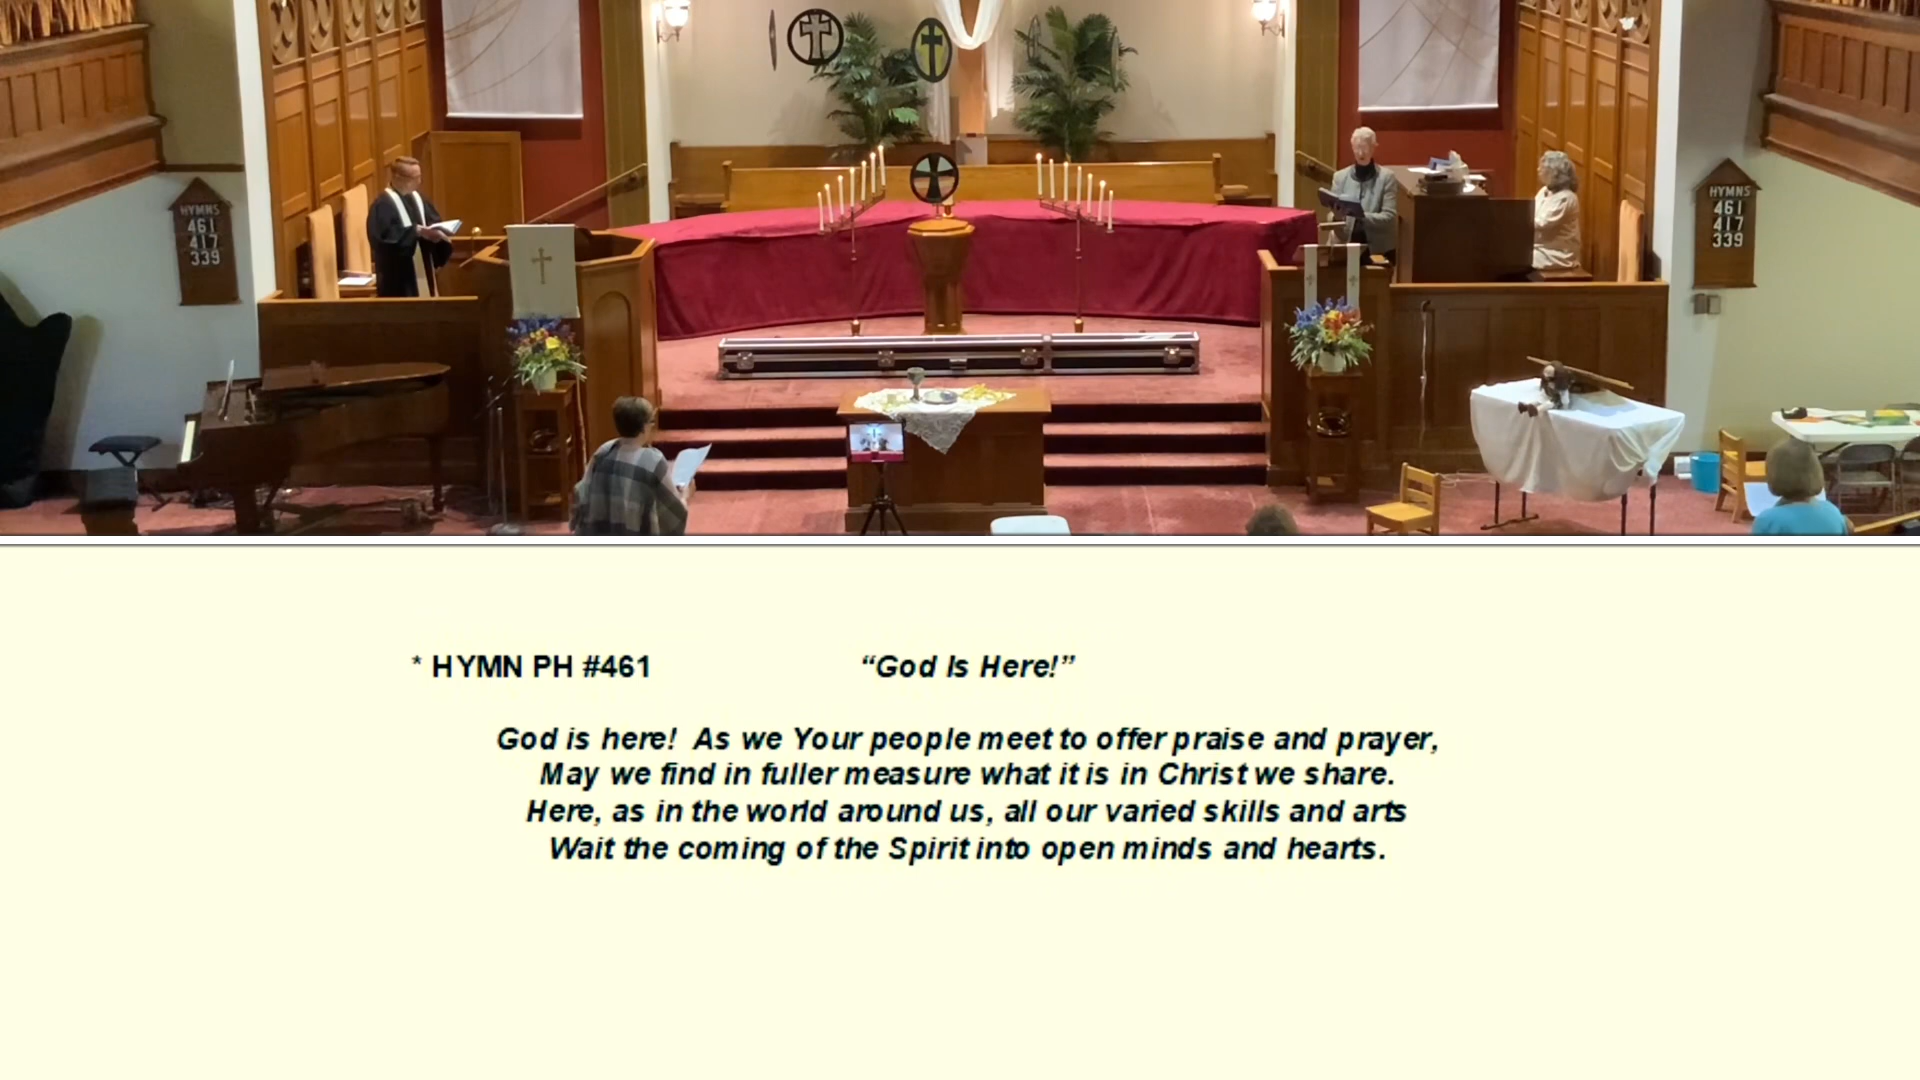 HYMNS
461
417
339
HYMNS
461
417
339
* HYMN PH #461 “God Is Here!”
God is here! As we Your people meet to offer praise and prayer,
May we find in fuller measure what it is in Christ we share.
Here, as in the world around us, all our varied skills and arts
Wait the coming of the Spirit into open minds and hearts.